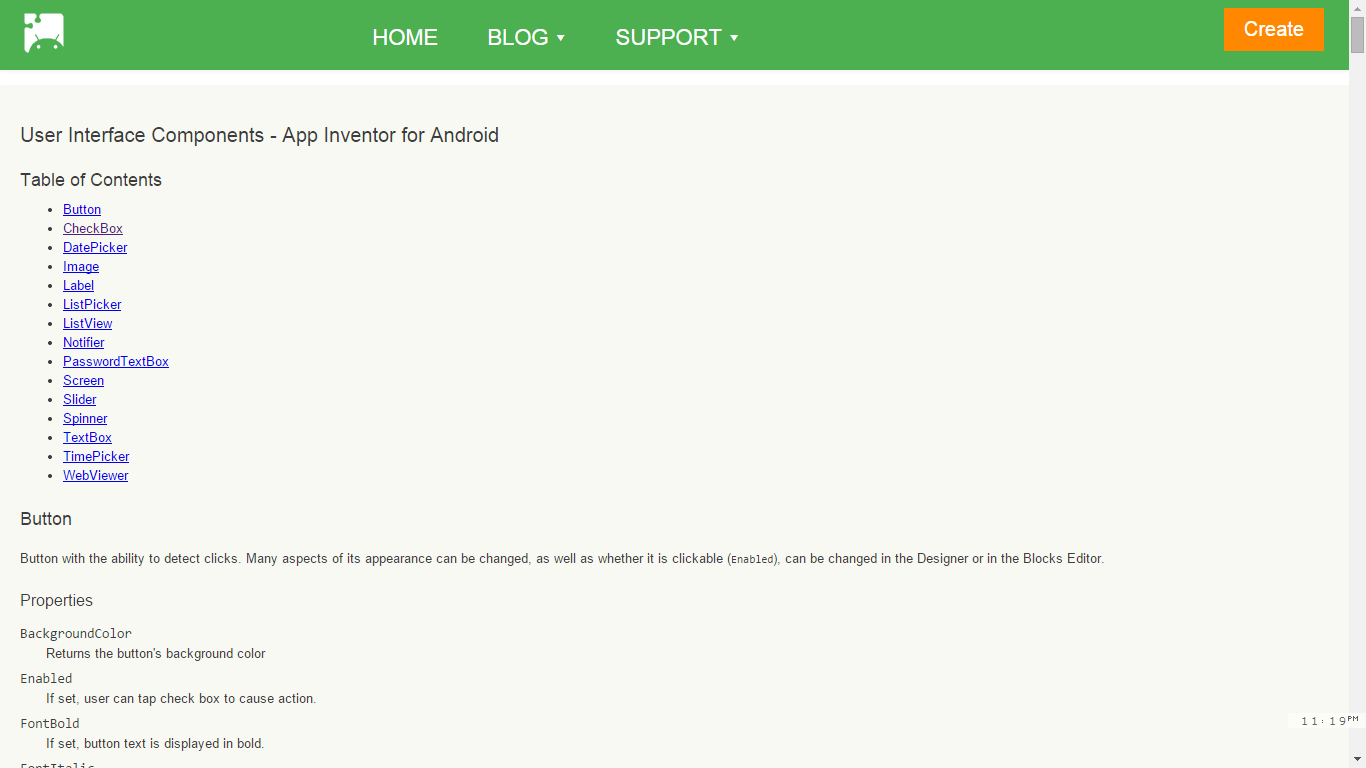 HOME BLOG SUPPORT Create
User Interface Components - App Inventor for Android
Table of Contents
Button
CheckBox
DatePicker
Image
Label
ListPicker
ListView
Notifier
PasswordTextBox
Screen
Slider
Spinner
TextBox
TimePicker
WebViewer
Button
Button with the ability to detect clicks. Many aspects of its appearance can be changed, as well as whether it is clickable (Enabled), can be changed in the Designer or in the Blocks Editor.
Properties
BackgroundColor
Returns the button's background color
Enabled
If set, user can tap check box to cause action.
FontBold
11:19PM
If set, button text is displayed in bold.
FontItalic